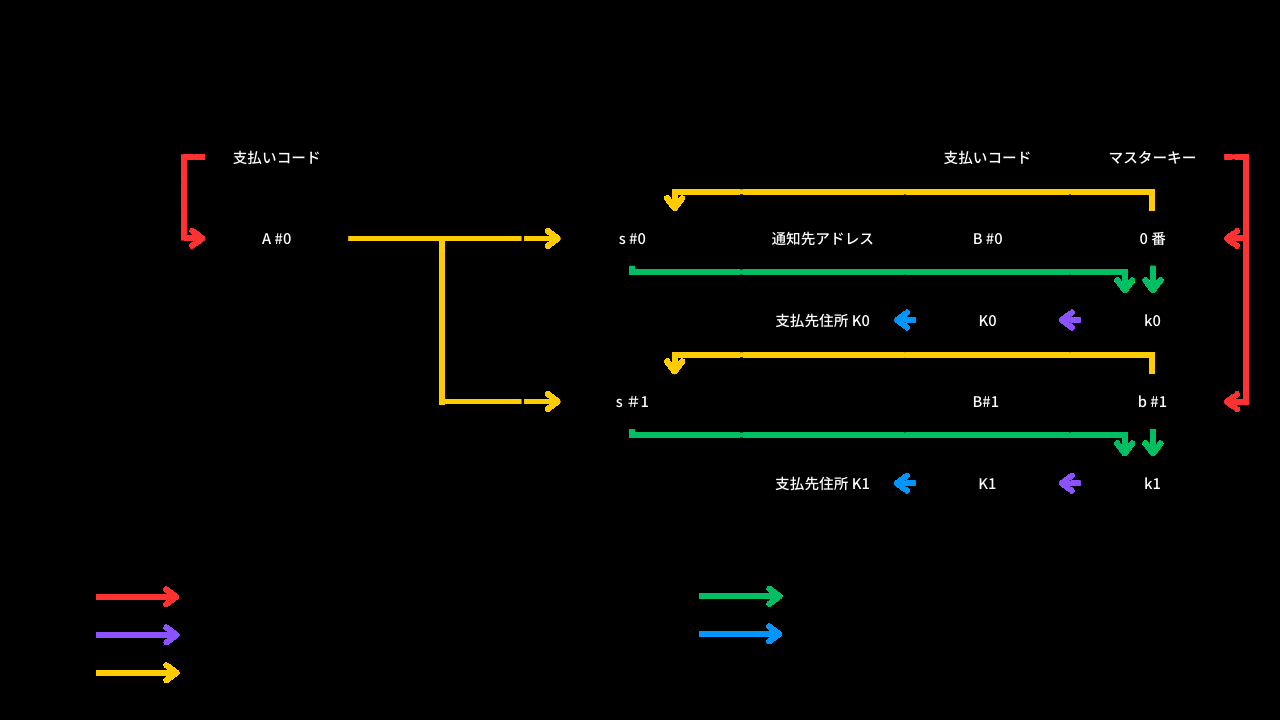 支払いコード 支払いコード マスターキー
A #0 s #0 通知先アドレス B #0 0 番
支払先住所 K0 K0 k0
s ＃1 B#1 b #1
支払先住所 K1 K1 k1